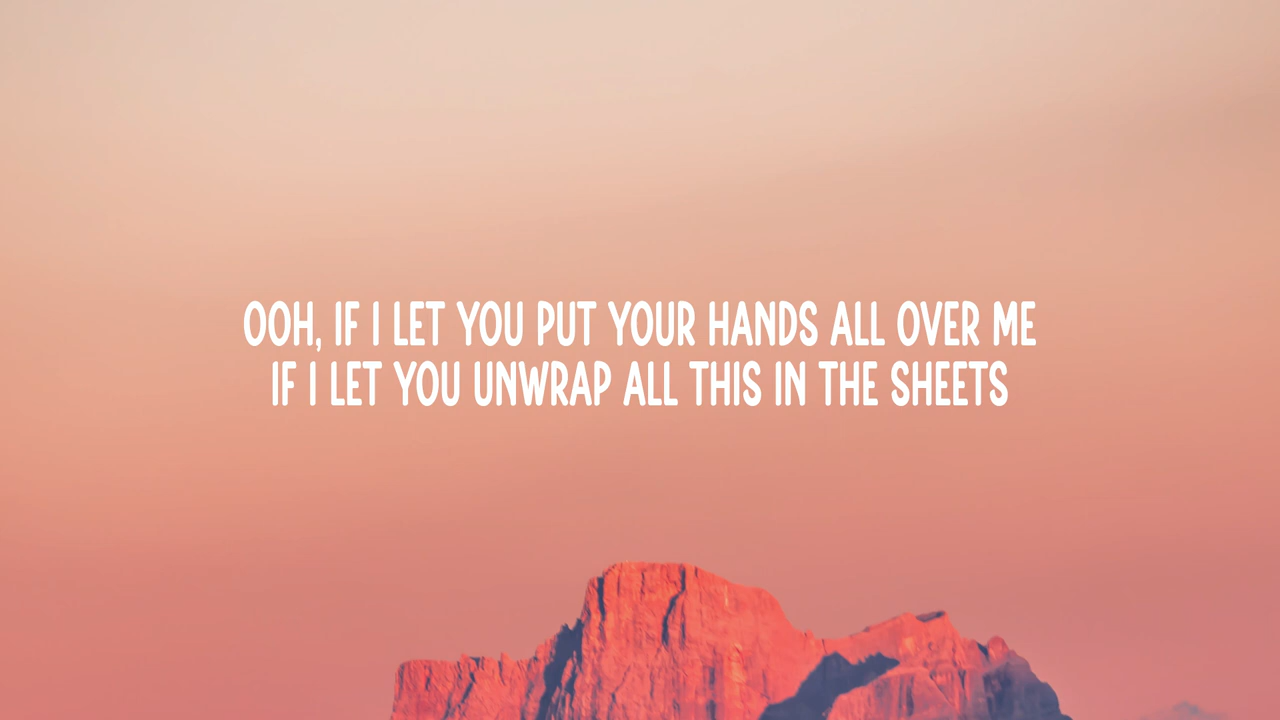 OOH, IF I LET YOU PUT YOUR HANDS ALL OVER ME
IF I LET YOU UNWRAP ALL THIS IN THE SHEETS